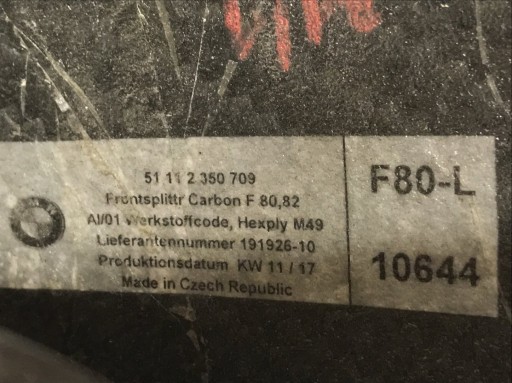 51 11 2 350 709
Frontsplittr Carbon F 80,82
AI/01 Werkstoffcode, Hexply M49
Lieferantennummer 191926-10
Produktionsdatum KW 11 / 17
Made in Czech Republic
F80-L
10644